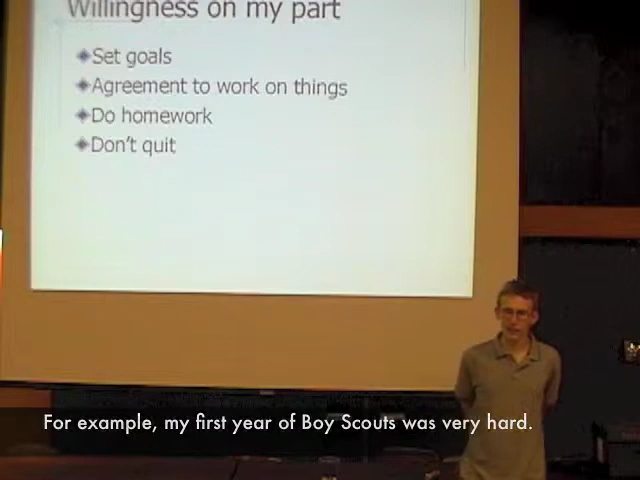 Willingness on my part
Set goals
Agreement to work on things
Do homework
Don't quit
For example, my first year of Boy Scouts was very hard.